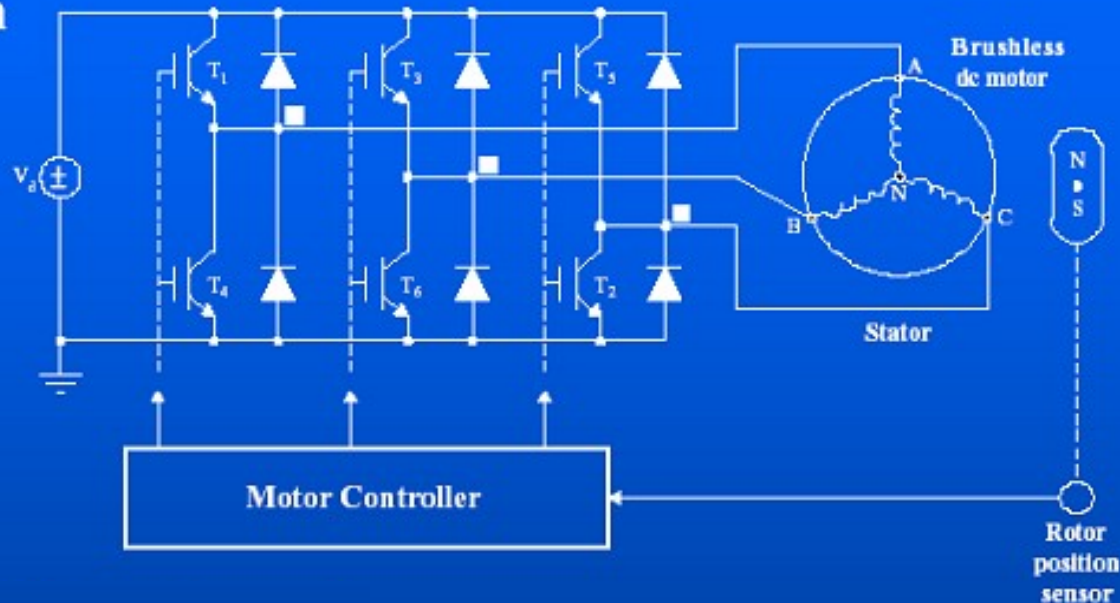 T1
T3
T5
A
Brushless
dc motor
Vd
N
S
N
B
C
T4
T6
T2
Stator
Motor Controller
Rotor
position
sensor